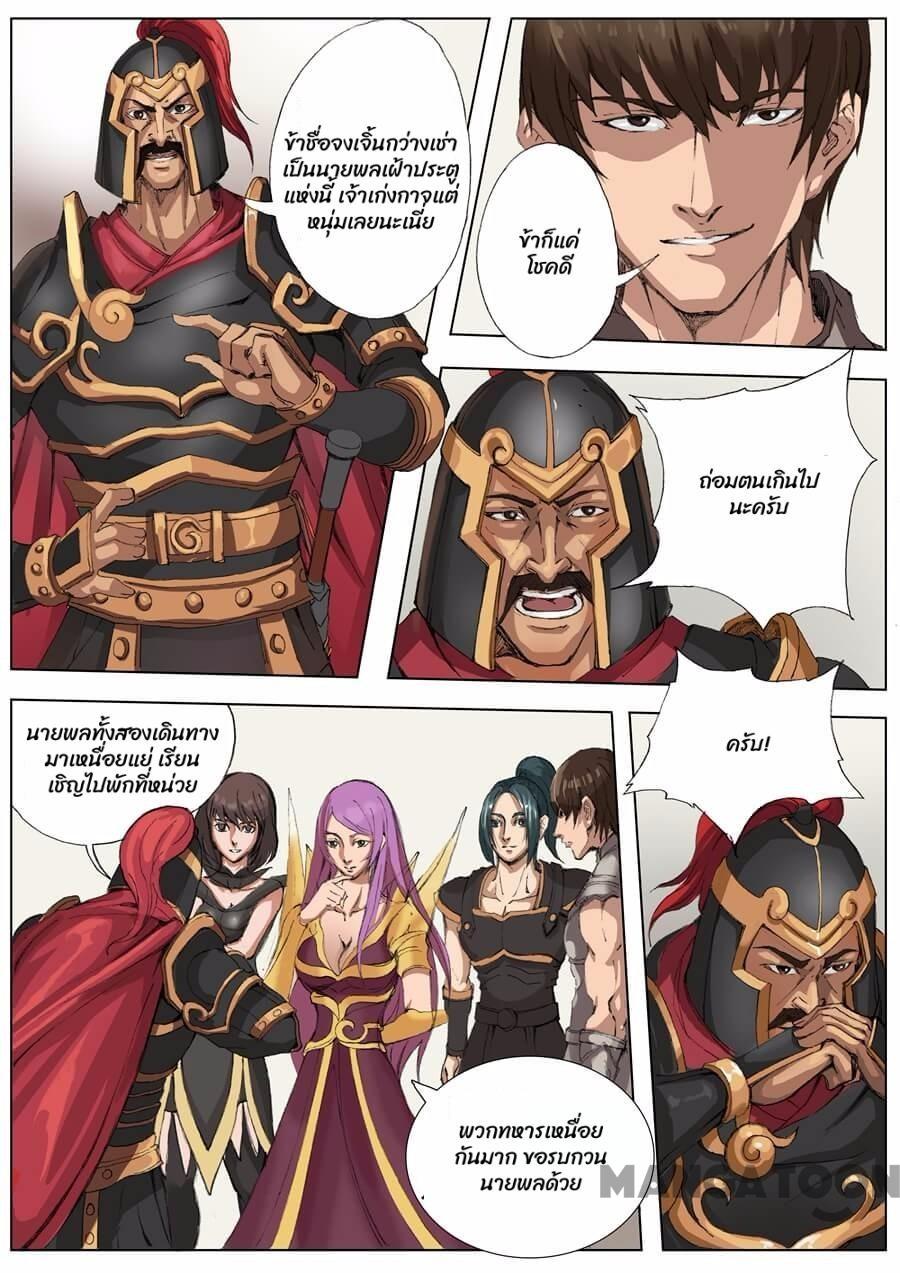 ข้าชื่อจงเจิ้นกว่างเช่า
เป็นนายพลเฝ้าประตู
แห่งนี้ เจ้าเก่งกาจแต่
หนุ่มเลยนะเนี่ย
ข้าก็แค่
โชคดี
ถ่อมตนเกินไป
นะครับ
นายพลทั้งสองเดินทาง
มาเหนื่อยแย่ เรียน
เชิญไปพักที่หน่วย
ครับ!
พวกทหารเหนื่อย
กันมาก ขอรบกวน
นายพลด้วย
MANGATOON